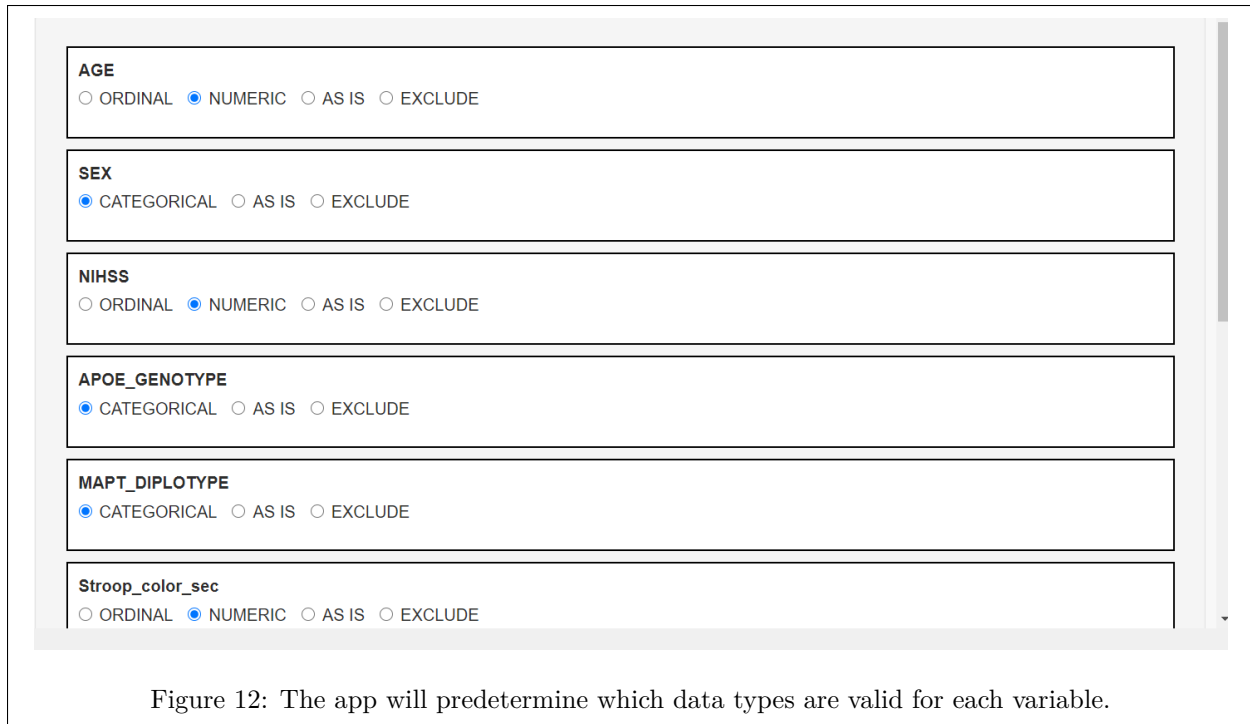 AGE
ORDINAL NUMERIC AS IS EXCLUDE
SEX
CATEGORICAL AS IS EXCLUDE
NIHSS
ORDINAL NUMERIC AS IS EXCLUDE
APOE_GENOTYPE
CATEGORICAL AS IS EXCLUDE
MAPT_DIPLOTYPE
CATEGORICAL AS IS EXCLUDE
Stroop_color_sec
ORDINAL NUMERIC AS IS EXCLUDE
Figure 12: The app will predetermine which data types are valid for each variable.